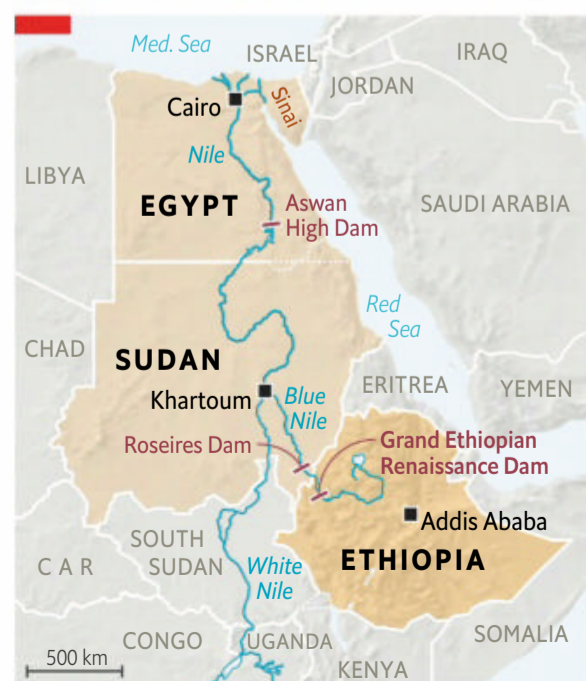 Med. Sea
ISRAEL
IRAQ
JORDAN
Cairo
Sinai
Nile
LIBYA
EGYPT
Aswan
High Dam
SAUDI ARABIA
Red
Sea
CHAD
SUDAN
ERITREA
YEMEN
Khartoum
Blue
Nile
Roseires Dam
Grand Ethiopian
Renaissance Dam
Addis Ababa
SOUTH
SUDAN
CAR
White
Nile
ETHIOPIA
CONGO
UGANDA
SOMALIA
500 km
KENYA